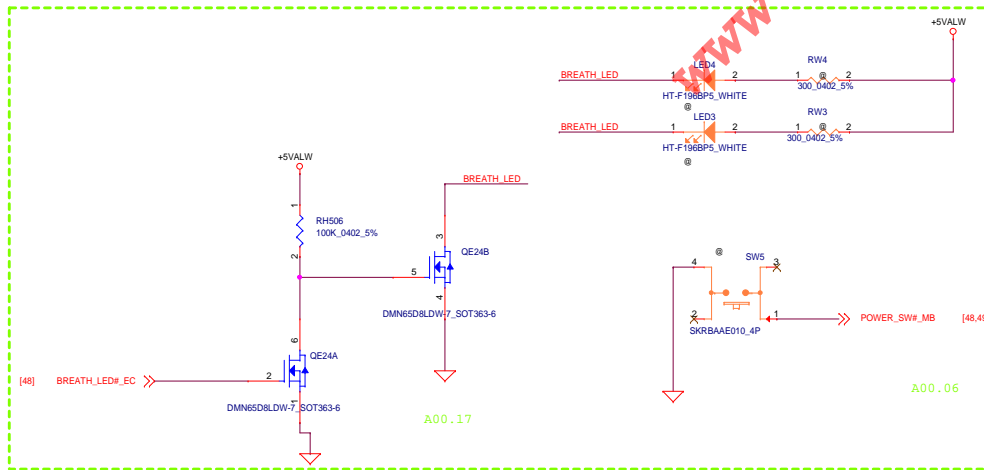 +5VALW
www
LED4
RW4
BREATH_LED
1
2
1
@
2
HT-F196BP5_WHITE
300_0402_5%
@
LED3
RW3
BREATH_LED
1
2
1
@
2
HT-F196BP5_WHITE
300_0402_5%
@
+5VALW
BREATH_LED
1
RH506
100K_0402_5%
2
3
QE24B
5
4
DMN65D8LDW-7_SOT363-6
@
SW5
4
3
2
1
SKRBAAE010_4P
POWER_SW#_MB
[48,49
6
QE24A
[48]
BREATH_LED#_EC
2
1
DMN65D8LDW-7_SOT363-6
A00.17
A00.06